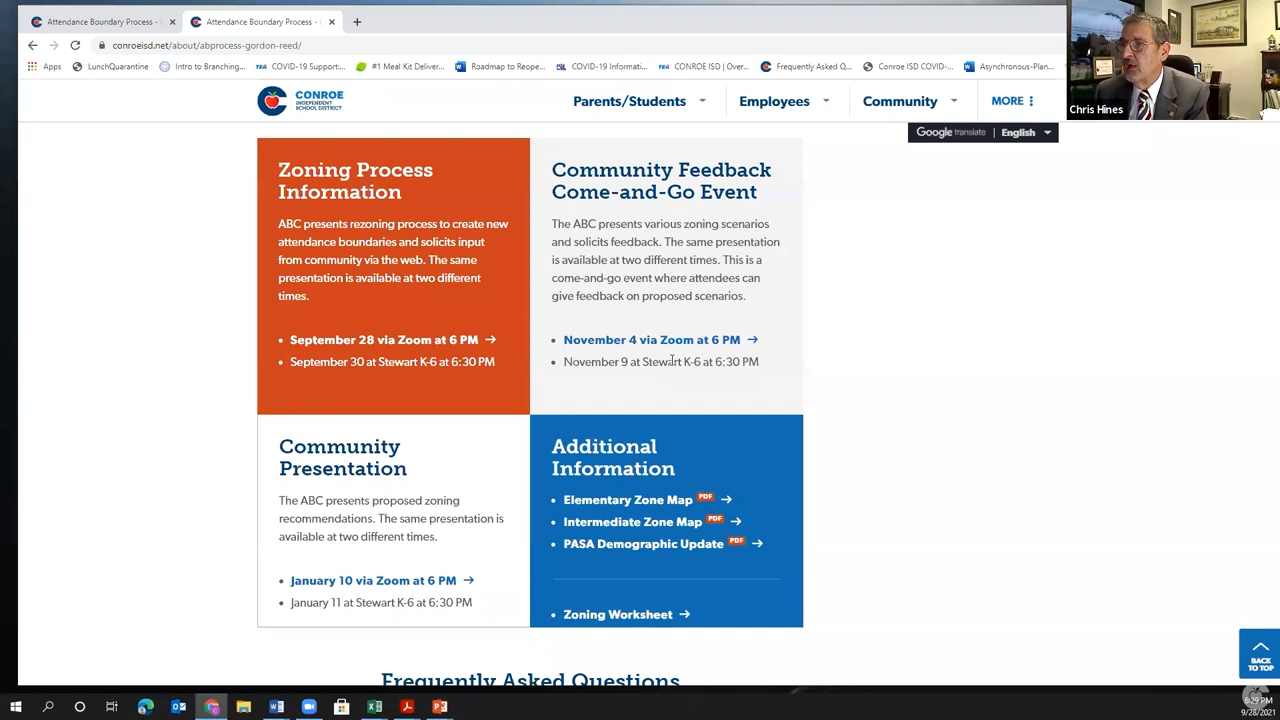 Attendance Boundary Process -
Attendance Boundary Process -
conroeisd.net/about/abprocess-gordon-reed/
Apps
LunchQuarantine
Intro to Branching...
COVID-19 Support:...
#1 Meal Kit Deliver...
Roadmap to Reope...
COVID-19 Informati...
CONROE ISD | Over...
Frequently Asked Q...
Conroe ISD COVID-...
Asynchronous-Plan...
Chris Hines
CONROE
INDEPENDENT
SCHOOL DISTRICT
Parents/Students
Employees
Community
MORE
Google translate | English
Zoning Process
Information
ABC presents rezoning process to create new
attendance boundaries and solicits input
from community via the web. The same
presentation is available at two different
times.
• September 28 via Zoom at 6 PM →
• September 30 at Stewart K-6 at 6:30 PM
Community Feedback
Come-and-Go Event
The ABC presents various zoning scenarios
and solicits feedback. The same presentation
is available at two different times. This is a
come-and-go event where attendees can
give feedback on proposed scenarios.
• November 4 via Zoom at 6 PM →
• November 9 at Stewart K-6 at 6:30 PM
Community
Presentation
The ABC presents proposed zoning
recommendations. The same presentation is
available at two different times.
• January 10 via Zoom at 6 PM →
• January 11 at Stewart K-6 at 6:30 PM
Additional
Information
• Elementary Zone Map PDF →
• Intermediate Zone Map PDF →
• PASA Demographic Update PDF →
• Zoning Worksheet →
Frequently Asked Questions
BACK
TO TOP
6:29 PM
9/28/2021